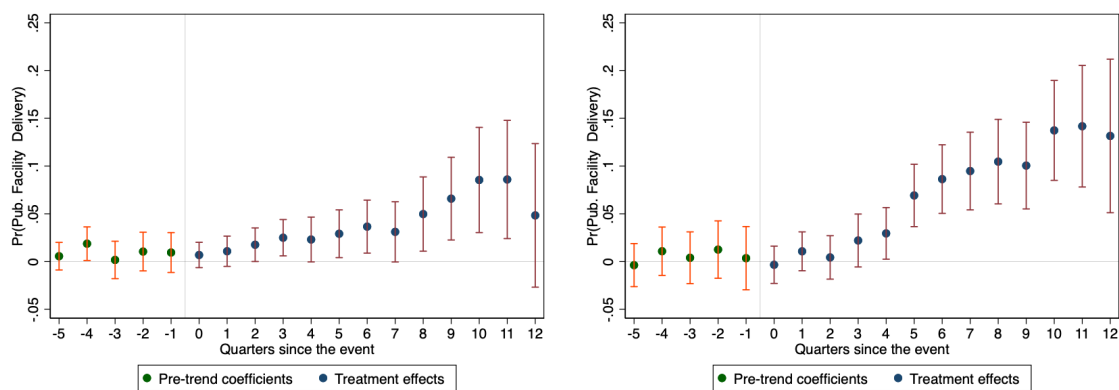 .25
.2
.15
.1
.05
0
-.05
Pr(Pub. Facility Delivery)
-5 -4 -3 -2 -1 0 1 2 3 4 5 6 7 8 9 10 11 12
Quarters since the event
Pre-trend coefficients Treatment effects
.25
.2
.15
.1
.05
0
-.05
Pr(Pub. Facility Delivery)
-5 -4 -3 -2 -1 0 1 2 3 4 5 6 7 8 9 10 11 12
Quarters since the event
Pre-trend coefficients Treatment effects